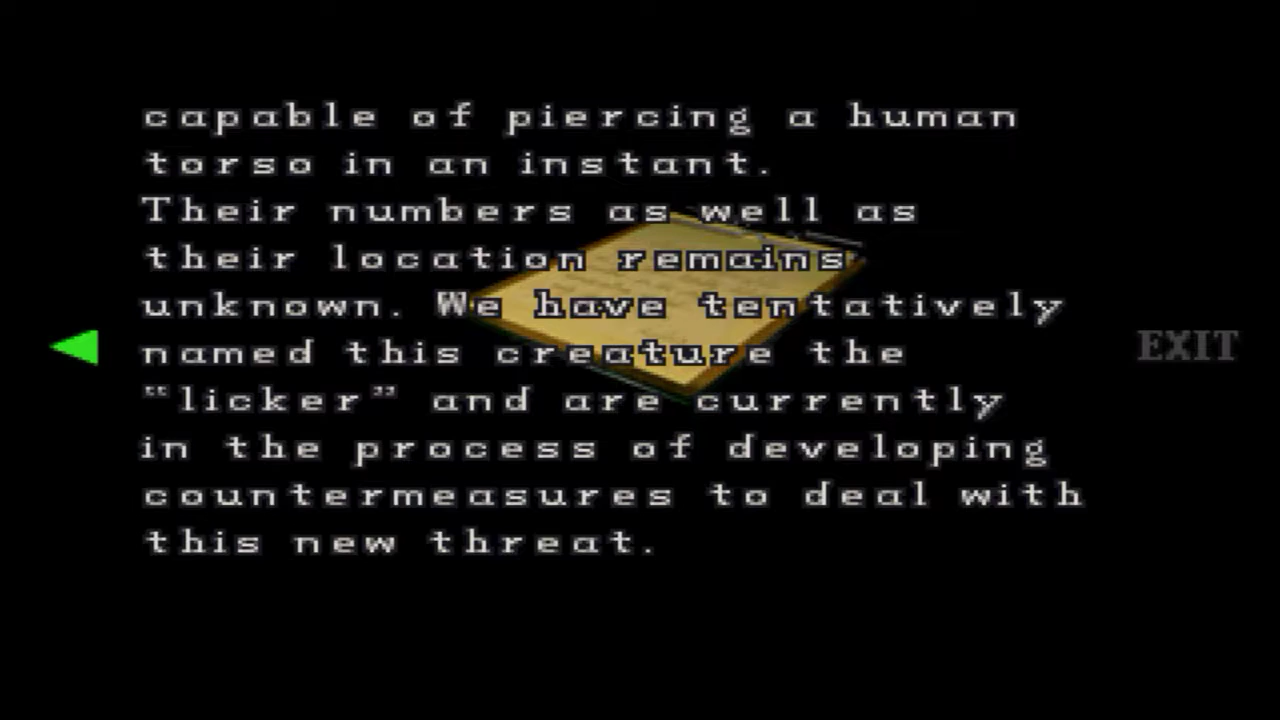 capable of piercing a human
torso in an instant.
Their numbers as well as
their location remains
unknown. We have tentatively
named this creature the
"licker" and are currently
in the process of developing
countermeasures to deal with
this new threat.
EXIT